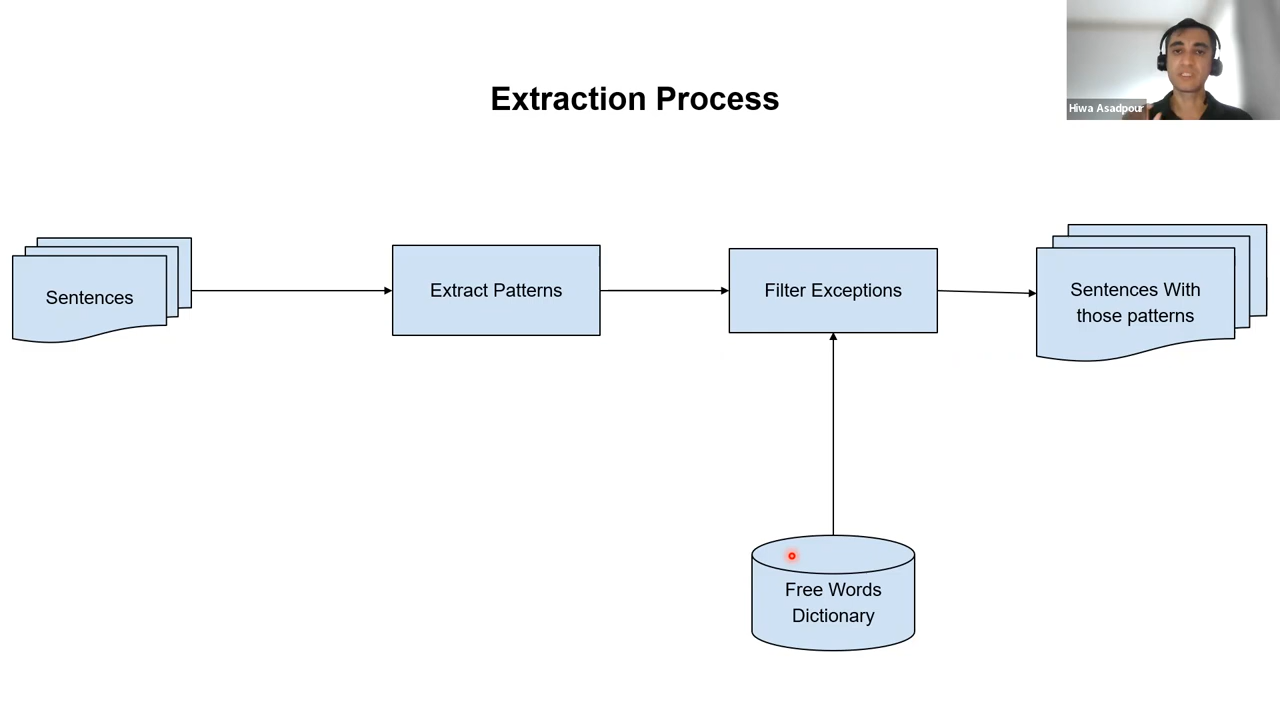 Hiwa Asadpour
Extraction Process
Sentences
Extract Patterns
Filter Exceptions
Sentences With
those patterns
Free Words
Dictionary